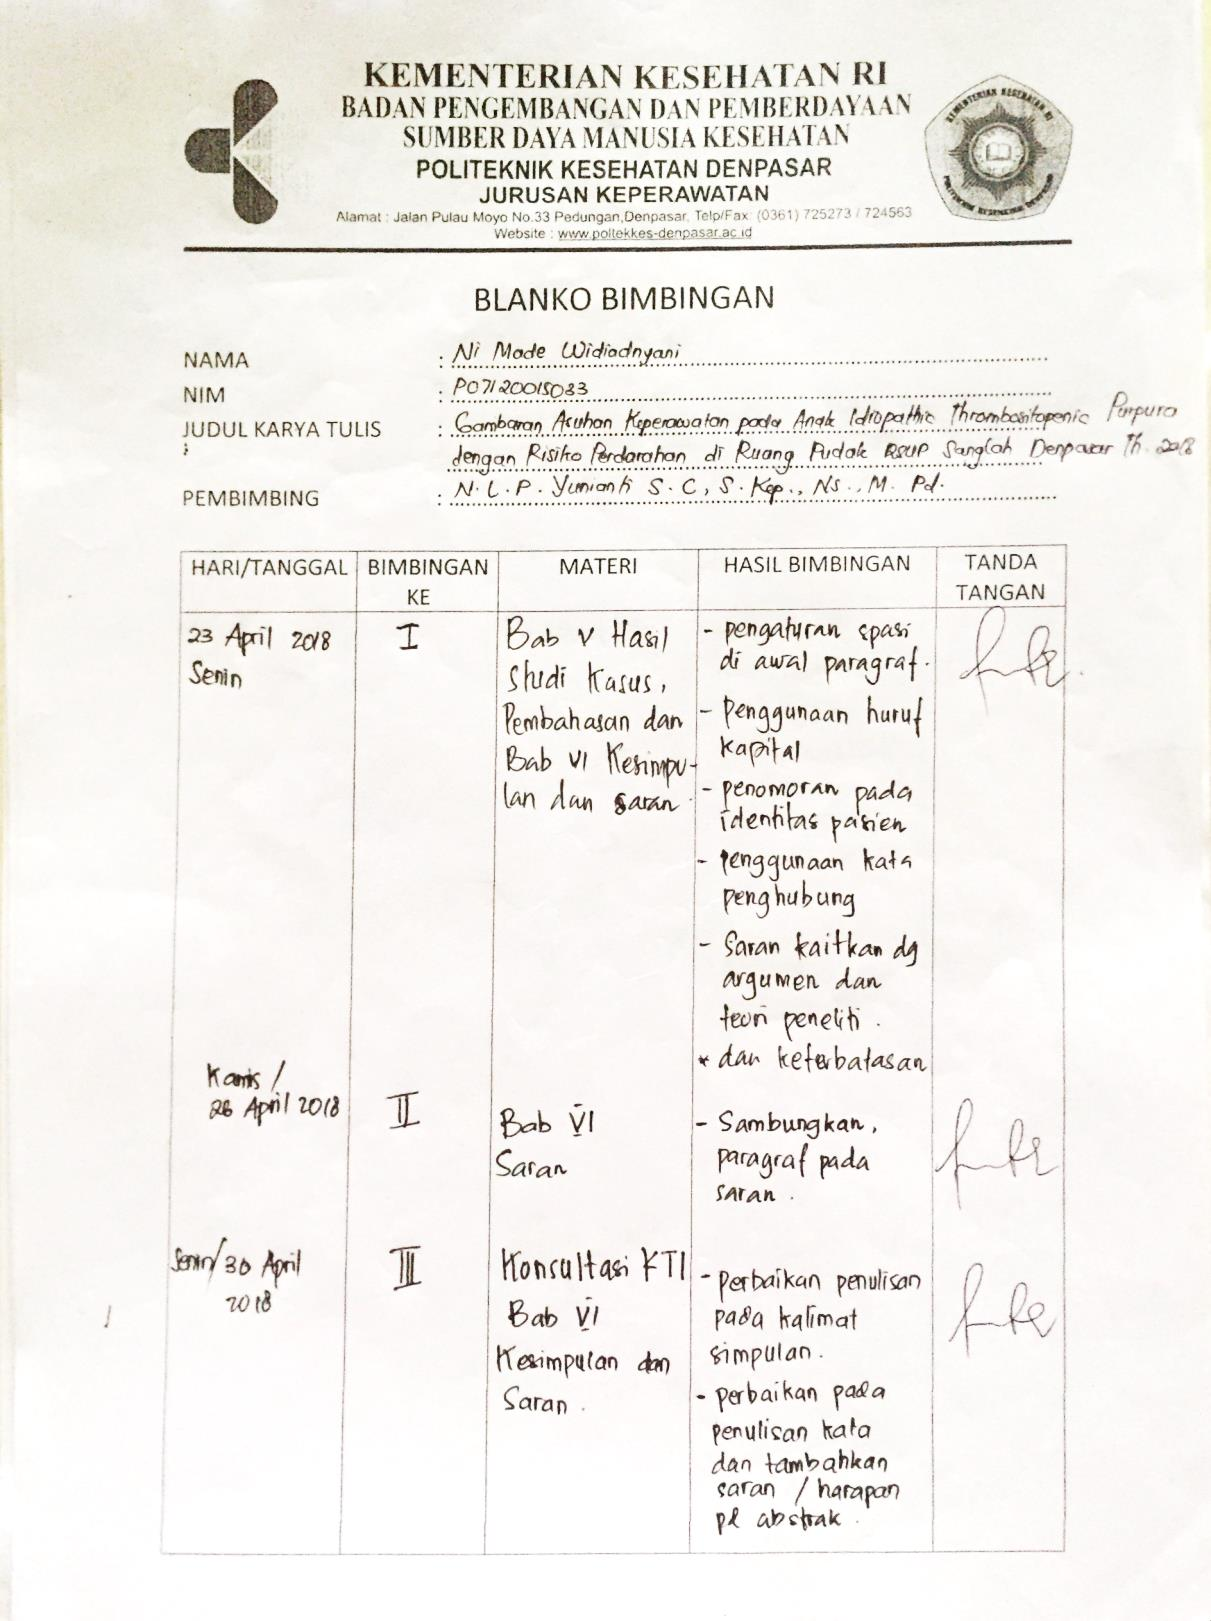 KEMENTERIAN KESEHATAN RI
BADAN PENGEMBANGAN DAN PEMBERDAYAAN
SUMBER DAYA MANUSIA KESEHATAN
POLITEKNIK KESEHATAN DENPASAR
JURUSAN KEPERAWATAN
Alamat : Jalan Pulau Moyo No.33 Pedungan,Denpasar, Telp/Fax: (0361) 725273 / 724563
Website : www.poltekkes-denpasar.ac.id
KEMENTERIAN KESEHATAN RI
POLITEKNIK KESEHATAN DENPASAR
BLANKO BIMBINGAN
NAMA : Ni Made Widiadnyani
NIM : P07120015033
JUDUL KARYA TULIS : Gambaran Asuhan Keperawatan pada Anak Idiopathic Thrombositopenic Purpura
: dengan Risiko Perdarahan di Ruang Pudak RSUP Sanglah Denpasar Th. 2018
PEMBIMBING : N. L. P. Yunianti S. C, S. Kep., Ns., M. Pd.
HARI/TANGGAL BIMBINGAN KE MATERI HASIL BIMBINGAN TANDA TANGAN
23 April 2018
Senin
I
Bab V Hasil
studi kasus,
Pembahasan dan
Bab VI Kesimpu-
lan dan saran.
- pengaturan spasi
di awal paragraf.
- penggunaan huruf
kapital
- penomoran pada
identitas pasien
- penggunaan kata
penghubung
- Saran kaitkan dg
argumen dan
teori peneliti.
* dan keterbatasan
Kamis /
26 April 2018
II
Bab VI
Saran
- Sambungkan,
paragraf pada
saran.
Senin/30 April
2018
III
Konsultasi KTI
Bab VI
Kesimpulan dan
Saran.
- perbaikan penulisan
pada kalimat
simpulan.
- perbaikan pada
penulisan kata
dan tambahkan
saran / harapan
pd abstrak.